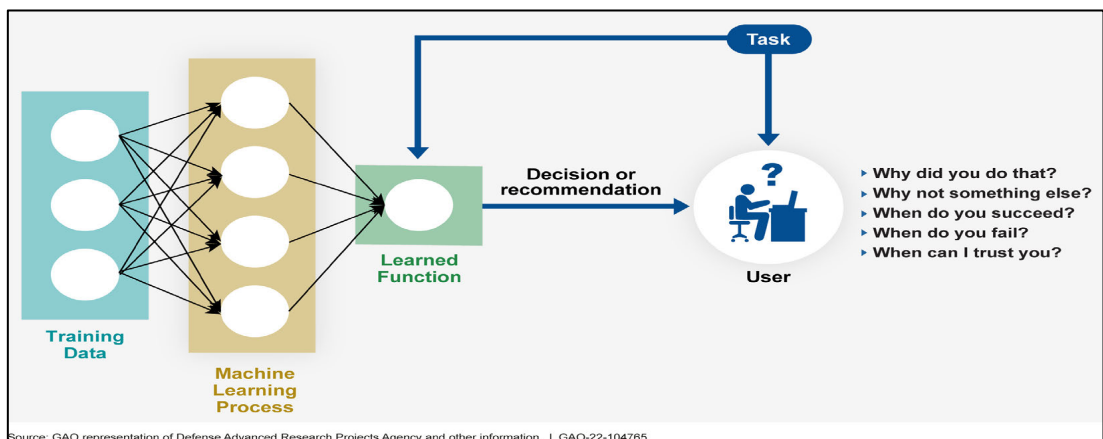 Task
Decision or
recommendation
?
Why did you do that?
Why not something else?
When do you succeed?
When do you fail?
When can I trust you?
User
Learned
Function
Training
Data
Machine
Learning
Process
Source: GAO representation of Defense Advanced Research Projects Agency and other information. | GAO-22-104765